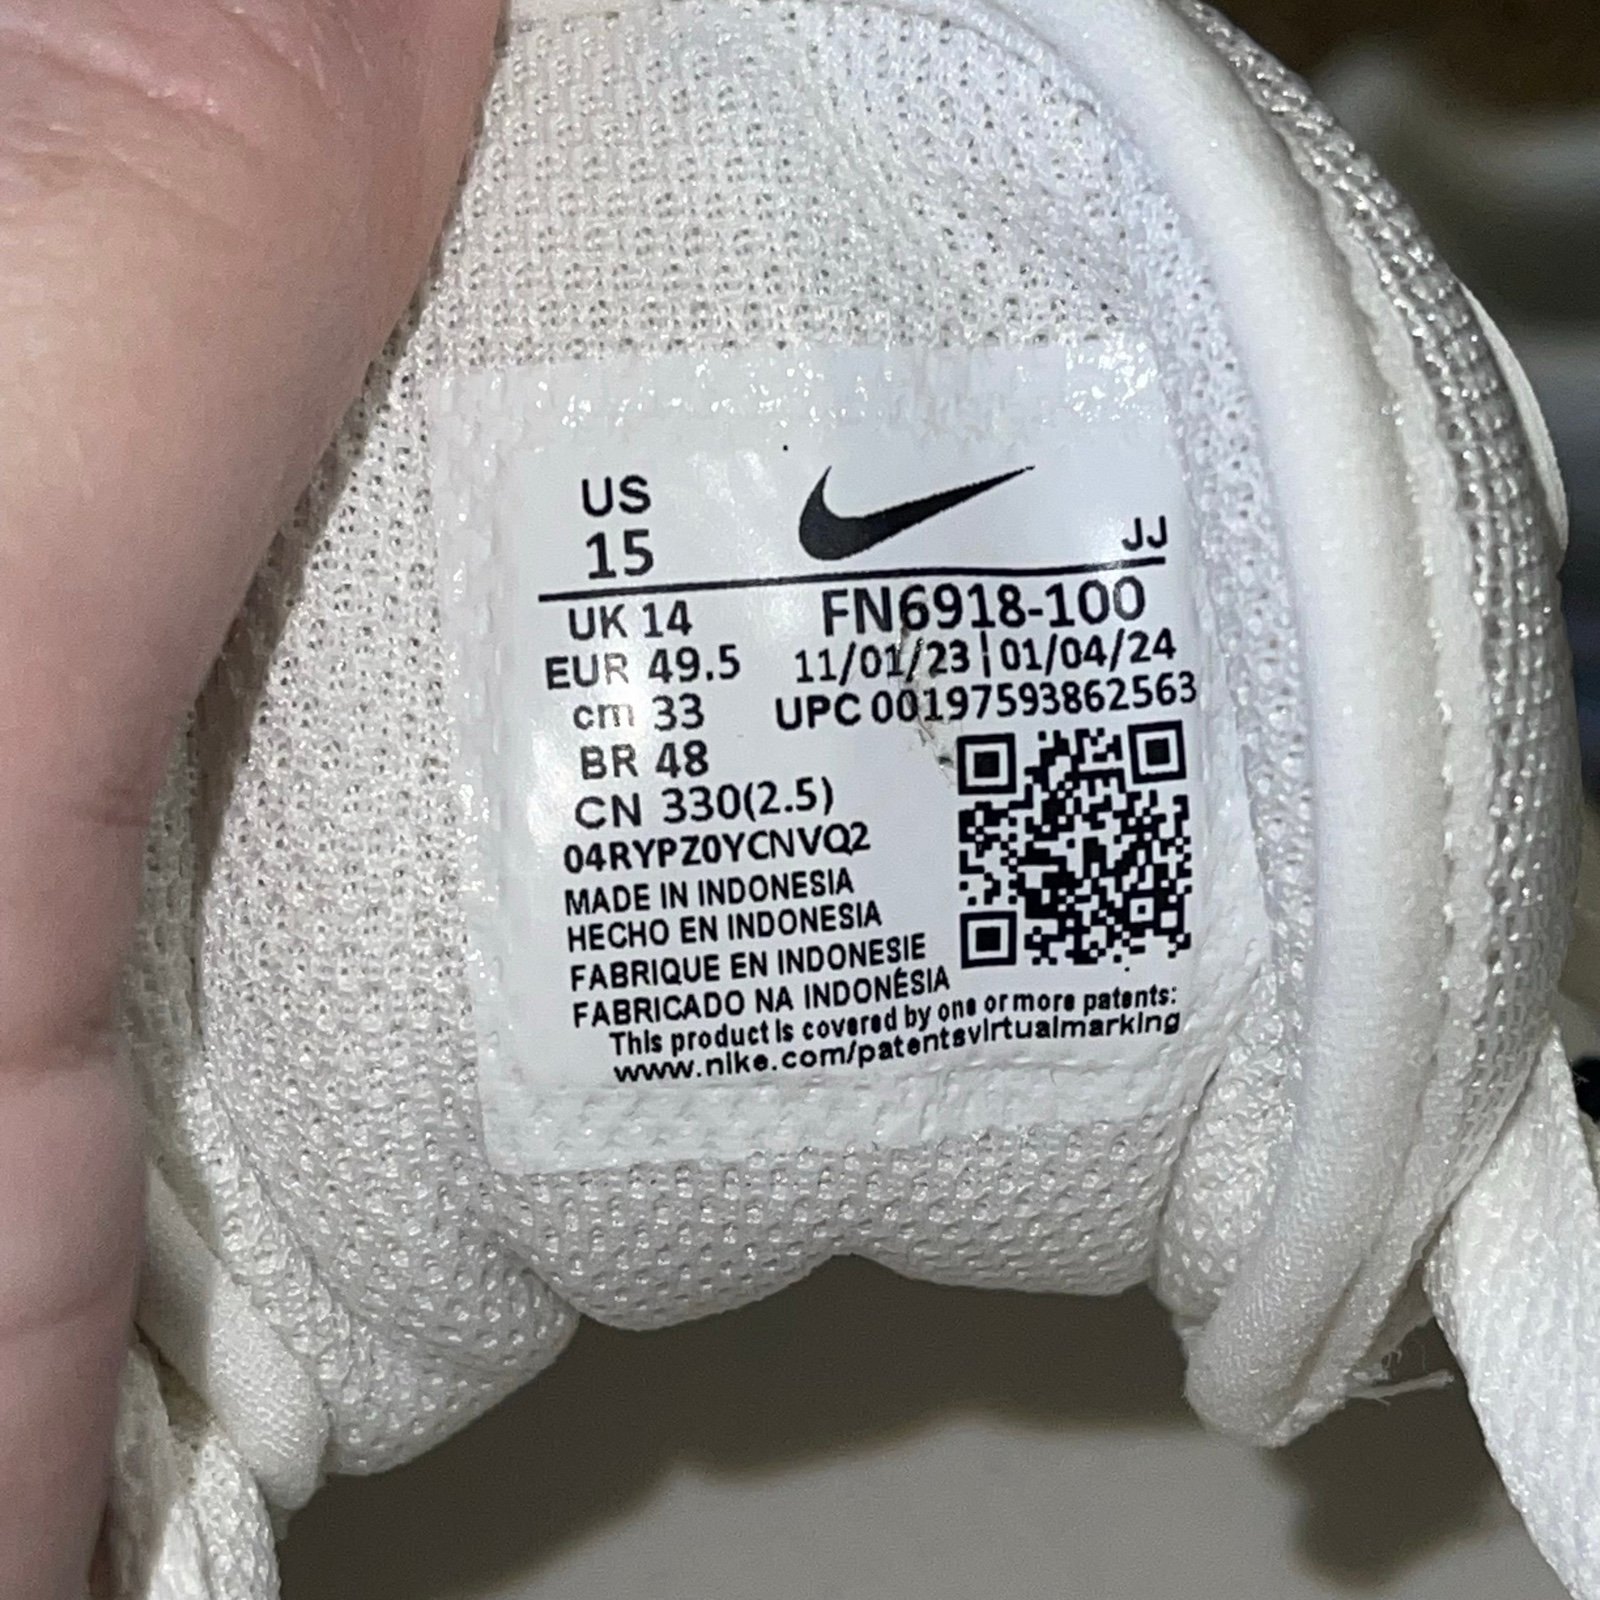 US
15
JJ
UK 14
FN6918-100
EUR 49.5
11/01/23 | 01/04/24
cm 33
UPC 00197593862563
BR 48
CN 330(2.5)
04RYPZ0YCNVQ2
MADE IN INDONESIA
HECHO EN INDONESIA
FABRIQUE EN INDONESIE
FABRICADO NA INDONÉSIA
This product is covered by one or more patents:
www.nike.com/patentsvirtualmarking